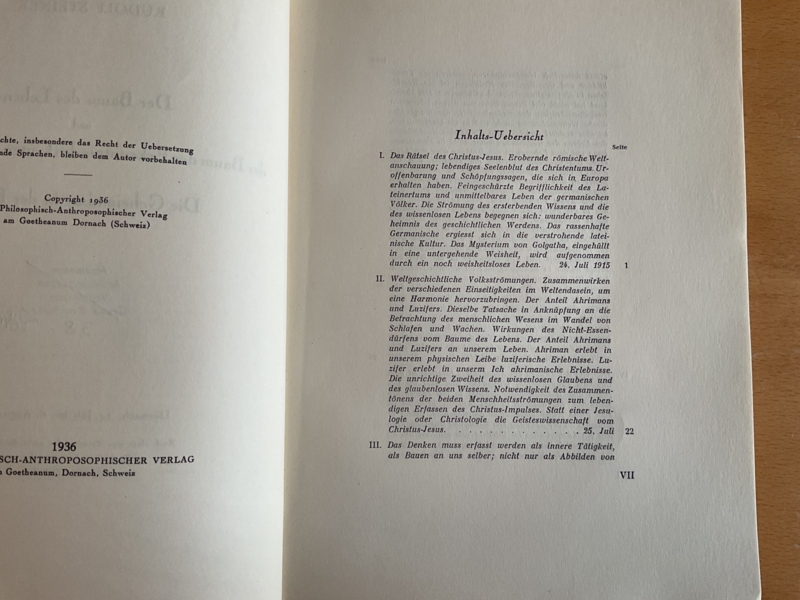 chte, insbesondere das Recht der Uebersetzung
nde Sprachen, bleiben dem Autor vorbehalten
Copyright 1936
Philosophisch-Anthroposophischer Verlag
am Goetheanum Dornach (Schweiz)
1936
SCH-ANTHROPOSOPHISCHER VERLAG
Goetheanum, Dornach, Schweiz
Inhalts-Uebersicht
Seite
I. Das Rätsel des Christus-Jesus. Erobernde römische Welt-
anschauung; lebendiges Seelenblut des Christentums. Ur-
offenbarung und Schöpfungssagen, die sich in Europa
erhalten haben. Feingeschürzte Begrifflichkeit des La-
teinertums und unmittelbares Leben der germanischen
Völker. Die Strömung des ersterbenden Wissens und die
des wissenlosen Lebens begegnen sich: wunderbares Ge-
heimnis des geschichtlichen Werdens. Das rassenhafte
Germanische ergiesst sich in die verstrohende latei-
nische Kultur. Das Mysterium von Golgatha, eingehüllt
in eine untergehende Weisheit, wird aufgenommen
durch ein noch weisheitsloses Leben. 24. Juli 1915 1
II. Weltgeschichtliche Volksströmungen. Zusammenwirken
der verschiedenen Einseitigkeiten im Weltendasein, um
eine Harmonie hervorzubringen. Der Anteil Ahrimans
und Luzifers. Dieselbe Tatsache in Anknüpfung an die
Betrachtung des menschlichen Wesens im Wandel von
Schlafen und Wachen. Wirkungen des Nicht-Essen-
dürfens vom Baume des Lebens. Der Anteil Ahrimans
und Luzifers an unserem Leben. Ahriman erlebt in
unserem physischen Leibe luziferische Erlebnisse. Lu-
zifer erlebt in unserm Ich ahrimanische Erlebnisse.
Die unrichtige Zweiheit des wissenlosen Glaubens und
des glaubenlosen Wissens. Notwendigkeit des Zusammen-
tönens der beiden Menschheitsströmungen zum leben-
digen Erfassen des Christus-Impulses. Statt einer Jesu-
logie oder Christologie die Geisteswissenschaft vom
Christus-Jesus. . . . . . . . . . . . . 25. Juli 22
III. Das Denken muss erfasst werden als innere Tätigkeit,
als Bauen an uns selber; nicht nur als Abbilden von
VII